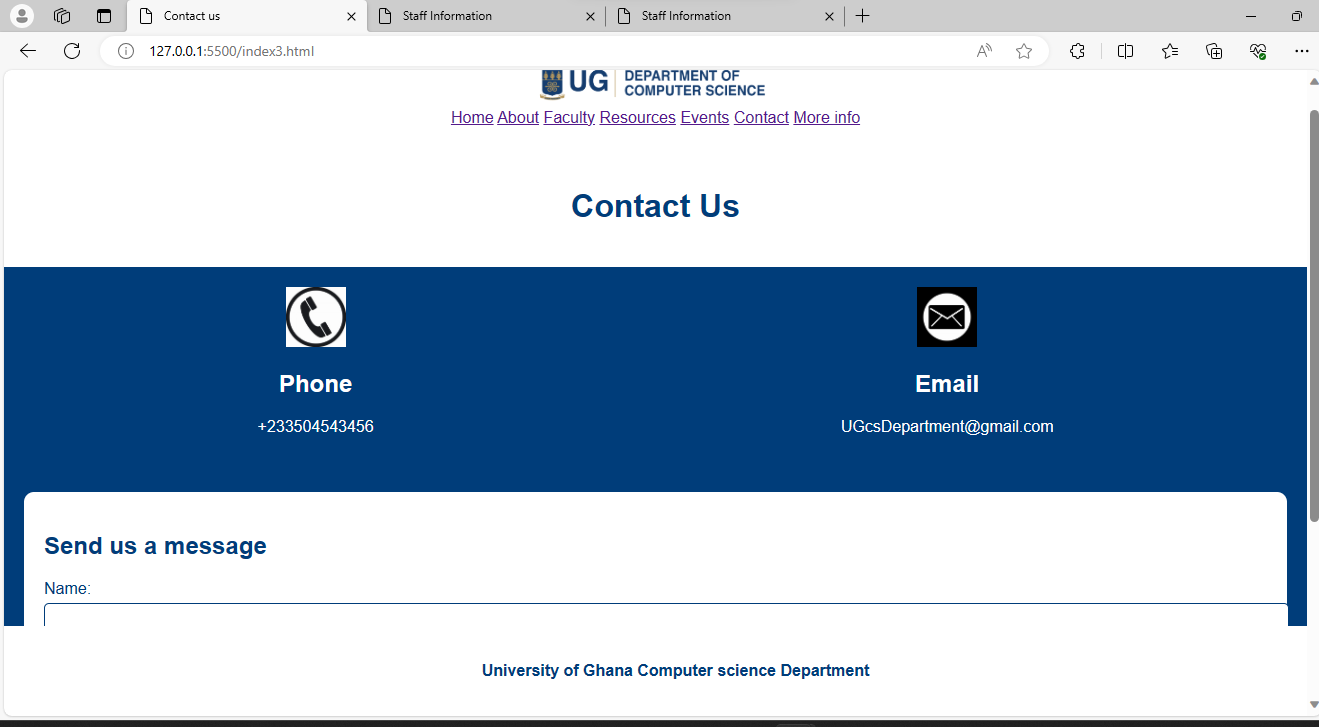 Contact us
Staff Information
Staff Information
127.0.0.1:5500/index3.html
UG DEPARTMENT OF
COMPUTER SCIENCE
Home About Faculty Resources Events Contact More info
Contact Us
Phone
Email
+233504543456
UGcsDepartment@gmail.com
Send us a message
Name:
University of Ghana Computer science Department